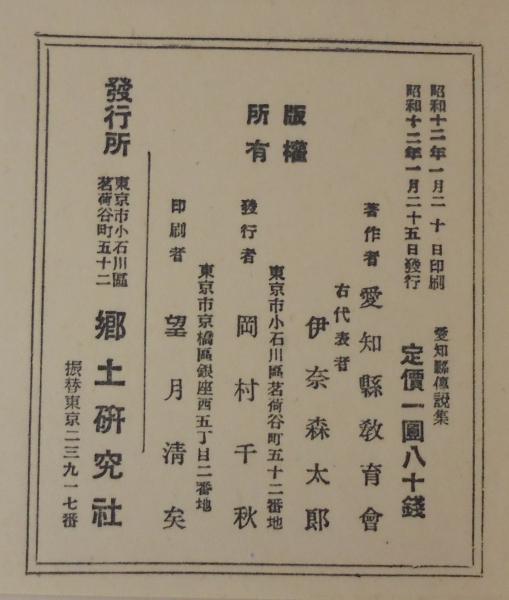 昭和十二年一月二十日印刷
昭和十二年一月二十五日發行
愛知縣傳説集
定價一圓八十錢
著作者 愛知縣敎育會
右代表者
伊奈森太郎
版權
所有
東京市小石川區茗荷谷町五十二番地
發行者 岡村千秋
東京市京橋區銀座西五丁目二番地
印刷者 望月清矣
發行所
東京市小石川區
茗荷谷町五十二
鄕土硏究社
振替東京二三九一七番